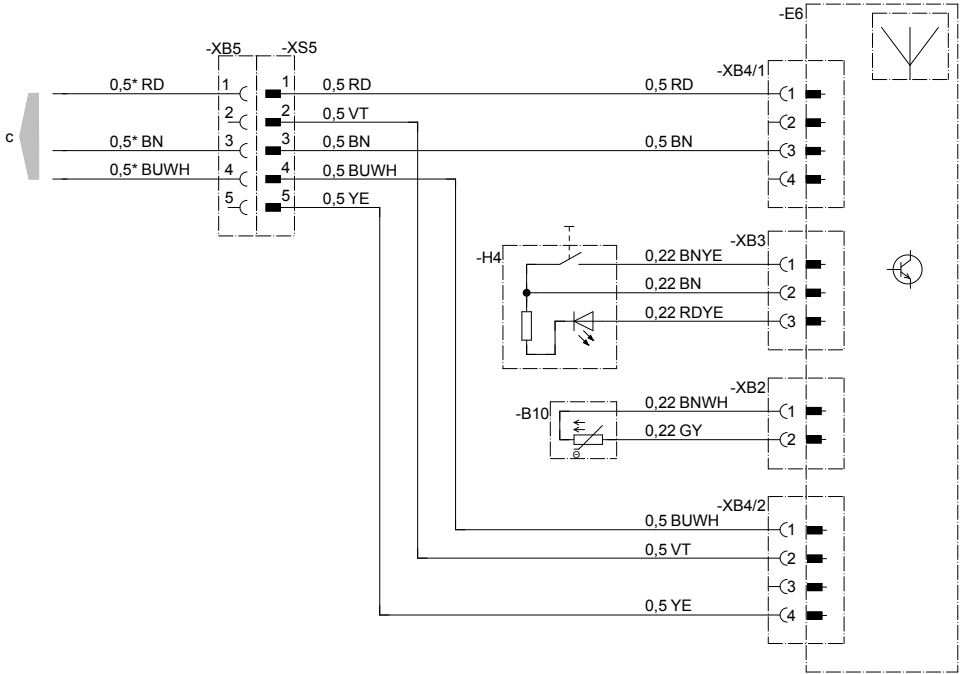 -E6
-XB5 -XS5
-XB4/1
0,5* RD 1 1 0,5 RD 0,5 RD 1
2 2 0,5 VT 2
c
0,5* BN 3 3 0,5 BN 0,5 BN 3
0,5* BUWH 4 4 0,5 BUWH 4
5 5 0,5 YE
-XB3
-H4
0,22 BNYE 1
0,22 BN 2
0,22 RDYE 3
-XB2
-B10
0,22 BNWH 1
0,22 GY 2
Θ
-XB4/2
0,5 BUWH 1
0,5 VT 2
3
0,5 YE 4